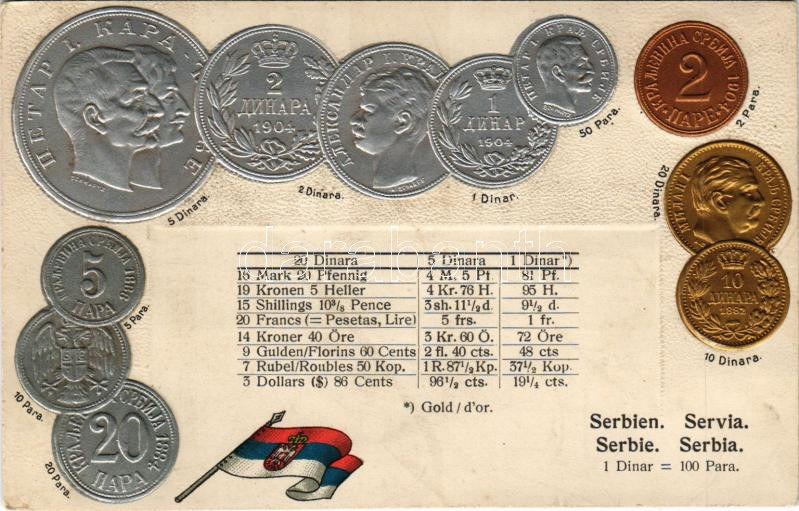 ПЕТАР I. КАРА-
5 Dinara.
2
ДИНАРА
1904
2 Dinara.
АЛЕКСАНДАР I. КРАЉ
1
ДИНАР
1904
1 Dinar.
ПЕТАР I. КРАЉ СРБИЈЕ
50 Para.
КРАЉЕВИНА СРБИЈА
1904
2
ПАРЕ
2 Para.
20 Dinara.
МИЛАН I. КРАЉ СРБИЈЕ
10
ДИНАРА
1882
10 Dinara.
КРАЉЕВИНА СРБИЈА
5
ПАРА
5 Para.
10 Para.
СРБИЈА 1884
20
ПАРА
20 Para.
darabanth
20 Dinara 5 Dinara 1 Dinar*)
16 Mark 20 Pfennig 4 M. 5 Pf. 81 Pf.
19 Kronen 5 Heller 4 Kr. 76 H. 95 H.
15 Shillings 10³/₈ Pence 3 sh. 11¹/₂ d. 9¹/₂ d.
20 Francs (= Pesetas, Lire) 5 frs. 1 fr.
14 Kroner 40 Öre 3 Kr. 60 Ö. 72 Öre
9 Gulden/Florins 60 Cents 2 fl. 40 cts. 48 cts
7 Rubel/Roubles 50 Kop. 1 R. 87¹/₂ Kp. 37¹/₂ Kop.
3 Dollars ($) 86 Cents 96¹/₂ cts. 19¹/₄ cts.
*) Gold / d'or.
Serbien. Servia.
Serbie. Serbia.
1 Dinar = 100 Para.